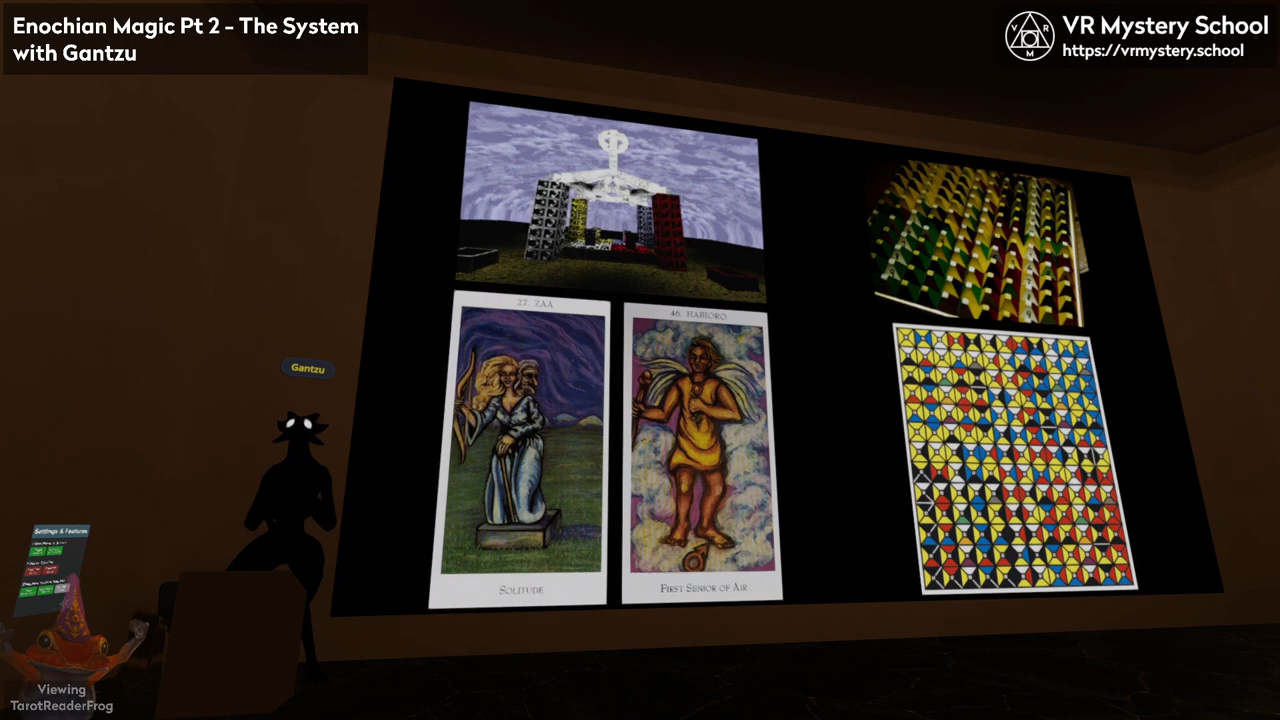 Enochian Magic Pt 2 - The System
with Gantzu
VR Mystery School
https://vrmystery.school
V R
M
27. ZAA
46. HABIORO
Gantzu
Settings & Features
SOLITUDE
FIRST SENIOR OF AIR
Viewing
TarotReaderFrog